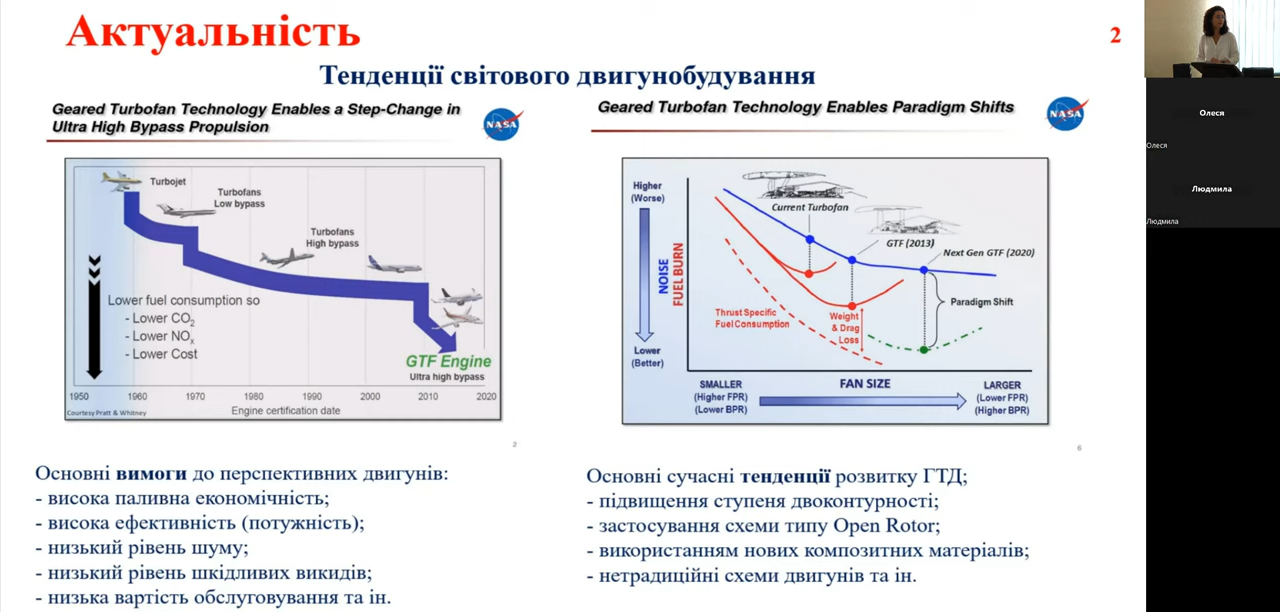 Актуальність
2
Тенденції світового двигунобудування
Geared Turbofan Technology Enables a Step-Change in
Ultra High Bypass Propulsion
NASA
Turbojet
Turbofans
Low bypass
Turbofans
High bypass
Lower fuel consumption so
- Lower CO2
- Lower NOx
- Lower Cost
GTF Engine
Ultra high bypass
1950 1960 1970 1980 1990 2000 2010 2020
Courtesy Pratt & Whitney
Engine certification date
2
Geared Turbofan Technology Enables Paradigm Shifts
NASA
Higher
(Worse)
NOISE
FUEL BURN
Lower
(Better)
Current Turbofan
GTF (2013)
Next Gen GTF (2020)
Paradigm Shift
Thrust Specific
Fuel Consumption
Weight
& Drag
Loss
SMALLER
(Higher FPR)
(Lower BPR)
FAN SIZE
LARGER
(Lower FPR)
(Higher BPR)
6
Основні вимоги до перспективних двигунів:
- висока паливна економічність;
- висока ефективність (потужність);
- низький рівень шуму;
- низький рівень шкідливих викидів;
- низька вартість обслуговування та ін.
Основні сучасні тенденції розвитку ГТД;
- підвищення ступеня двоконтурності;
- застосування схеми типу Open Rotor;
- використанням нових композитних матеріалів;
- нетрадиційні схеми двигунів та ін.
Олеся
Олеся
Людмила
Людмила